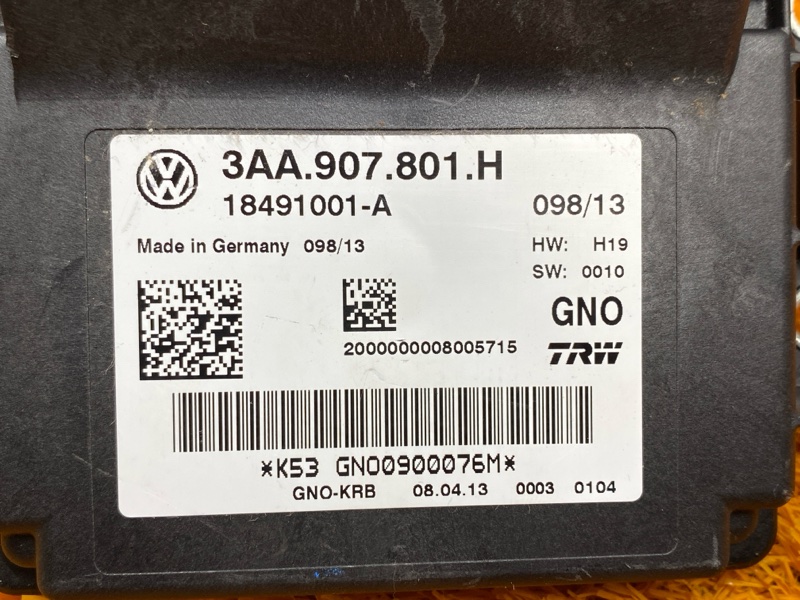 3AA.907.801.H
18491001-A 098/13
Made in Germany 098/13 HW: H19
SW: 0010
GNO
2000000008005715 TRW
*K53 GNO0900076M*
GNO-KRB 08.04.13 0003 0104